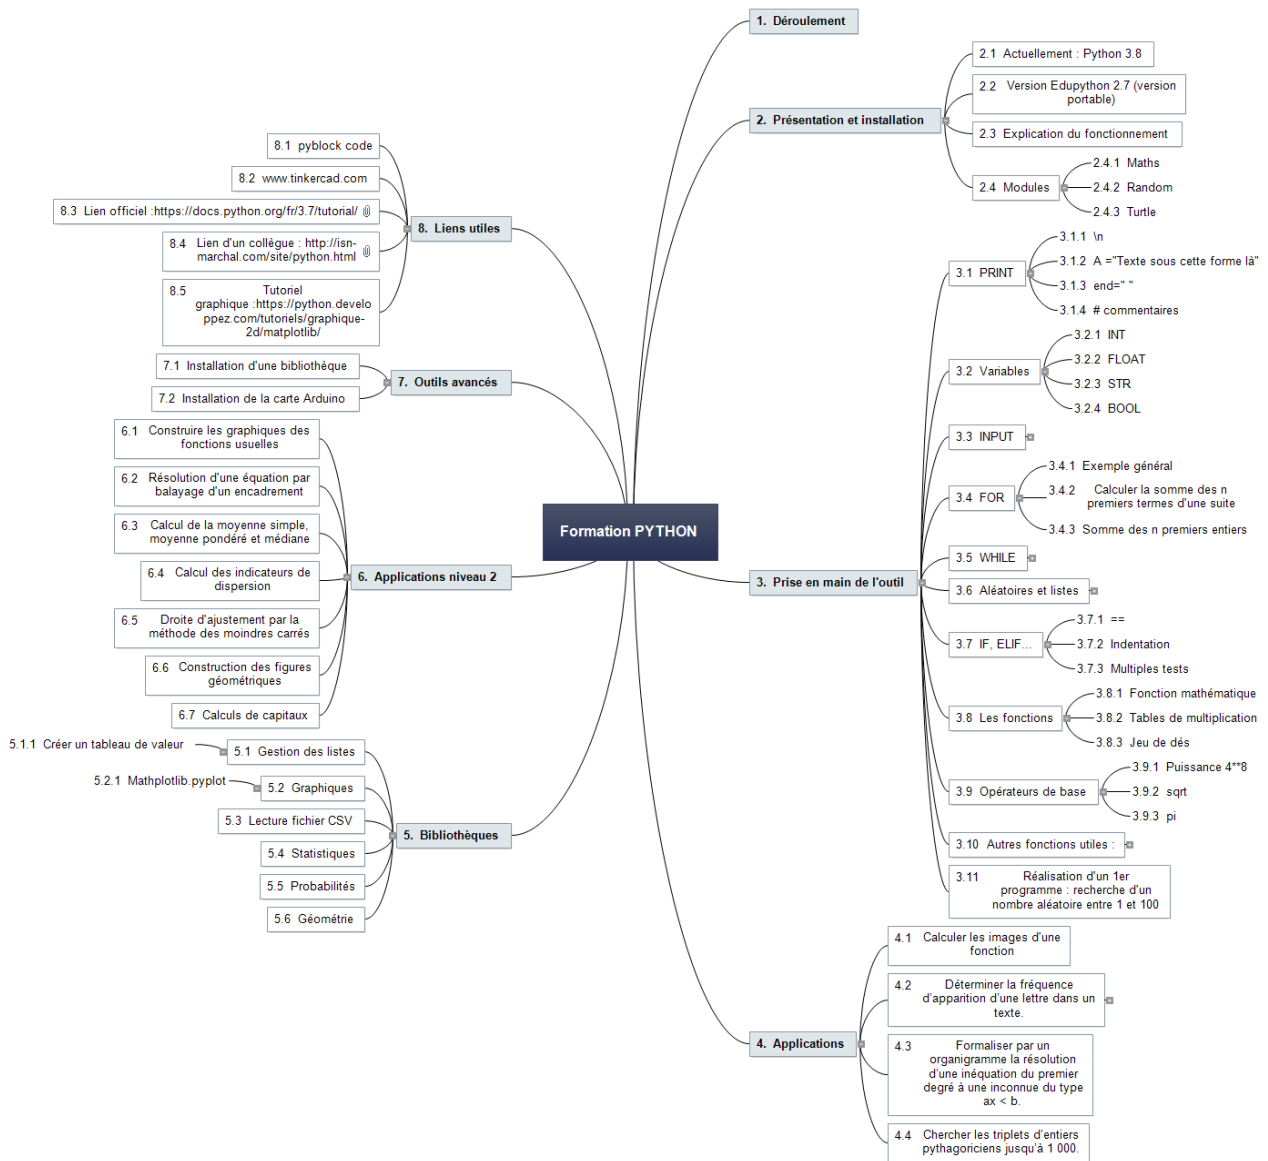 Formation PYTHON
1. Déroulement
2. Présentation et installation
2.1 Actuellement : Python 3.8
2.2 Version Edupython 2.7 (version
portable)
2.3 Explication du fonctionnement
2.4 Modules
2.4.1 Maths
2.4.2 Random
2.4.3 Turtle
3. Prise en main de l'outil
3.1 PRINT
3.1.1 \n
3.1.2 A ="Texte sous cette forme là"
3.1.3 end=" "
3.1.4 # commentaires
3.2 Variables
3.2.1 INT
3.2.2 FLOAT
3.2.3 STR
3.2.4 BOOL
3.3 INPUT
3.4 FOR
3.4.1 Exemple général
3.4.2 Calculer la somme des n
premiers termes d'une suite
3.4.3 Somme des n premiers entiers
3.5 WHILE
3.6 Aléatoires et listes
3.7 IF, ELIF...
3.7.1 ==
3.7.2 Indentation
3.7.3 Multiples tests
3.8 Les fonctions
3.8.1 Fonction mathématique
3.8.2 Tables de multiplication
3.8.3 Jeu de dés
3.9 Opérateurs de base
3.9.1 Puissance 4**8
3.9.2 sqrt
3.9.3 pi
3.10 Autres fonctions utiles :
3.11 Réalisation d'un 1er
programme : recherche d'un
nombre aléatoire entre 1 et 100
4. Applications
4.1 Calculer les images d'une
fonction
4.2 Déterminer la fréquence
d'apparition d'une lettre dans un
texte.
4.3 Formaliser par un
organigramme la résolution
d'une inéquation du premier
degré à une inconnue du type
ax < b.
4.4 Chercher les triplets d'entiers
pythagoriciens jusqu'à 1 000.
5. Bibliothèques
5.1 Gestion des listes
5.1.1 Créer un tableau de valeur
5.2 Graphiques
5.2.1 Mathplotlib.pyplot
5.3 Lecture fichier CSV
5.4 Statistiques
5.5 Probabilités
5.6 Géométrie
6. Applications niveau 2
6.1 Construire les graphiques des
fonctions usuelles
6.2 Résolution d'une équation par
balayage d'un encadrement
6.3 Calcul de la moyenne simple,
moyenne pondéré et médiane
6.4 Calcul des indicateurs de
dispersion
6.5 Droite d'ajustement par la
méthode des moindres carrés
6.6 Construction des figures
géométriques
6.7 Calculs de capitaux
7. Outils avancés
7.1 Installation d'une bibliothèque
7.2 Installation de la carte Arduino
8. Liens utiles
8.1 pyblock code
8.2 www.tinkercad.com
8.3 Lien officiel :https://docs.python.org/fr/3.7/tutorial/
8.4 Lien d'un collègue : http://isn-
marchal.com/site/python.html
8.5 Tutoriel
graphique :https://python.develo
ppez.com/tutoriels/graphique-
2d/matplotlib/